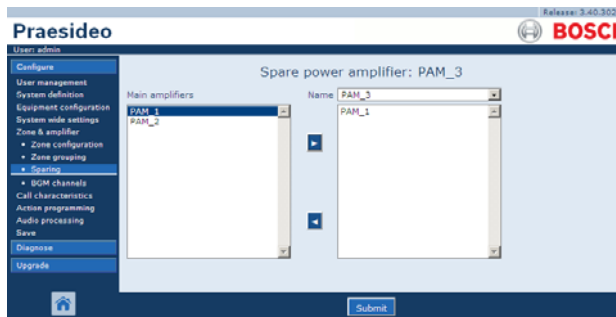 Release: 3.40.302
Praesideo
BOSCH
User: admin
Configure
User management
System definition
Equipment configuration
System wide settings
Zone & amplifier
• Zone configuration
• Zone grouping
• Sparing
• BGM channels
Call characteristics
Action programming
Audio processing
Save
Diagnose
Upgrade
Spare power amplifier: PAM_3
Main amplifiers
PAM_1
PAM_2
Name PAM_3
PAM_1
Submit